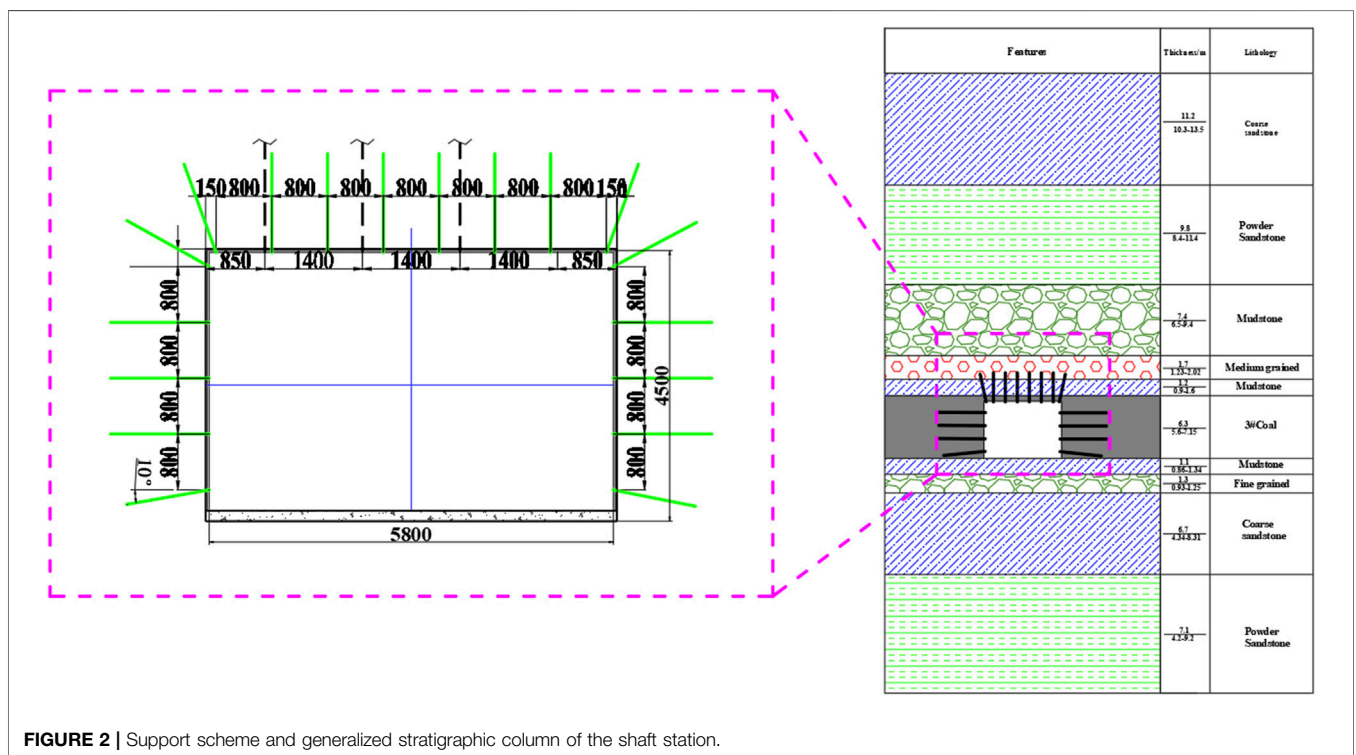 150 800 800 800 800 800 800 800 150
850 1400 1400 1400 850
800
800
800
800
10°
800
800
800
800
4500
5800
Features Thickness/m Lithology
11.2
10.3-13.5
Coarse
sandstone
9.8
8.4-11.4
Powder
Sandstone
7.4
6.5-9.4
Mudstone
1.7
1.23-2.02
Medium grained
1.2
0.9-1.6
Mudstone
6.3
5.6-7.15
3#Coal
1.1
0.86-1.34
Mudstone
1.3
0.93-1.25
Fine grained
6.7
4.34-8.31
Coarse
sandstone
7.1
4.2-9.2
Powder
Sandstone
FIGURE 2 | Support scheme and generalized stratigraphic column of the shaft station.